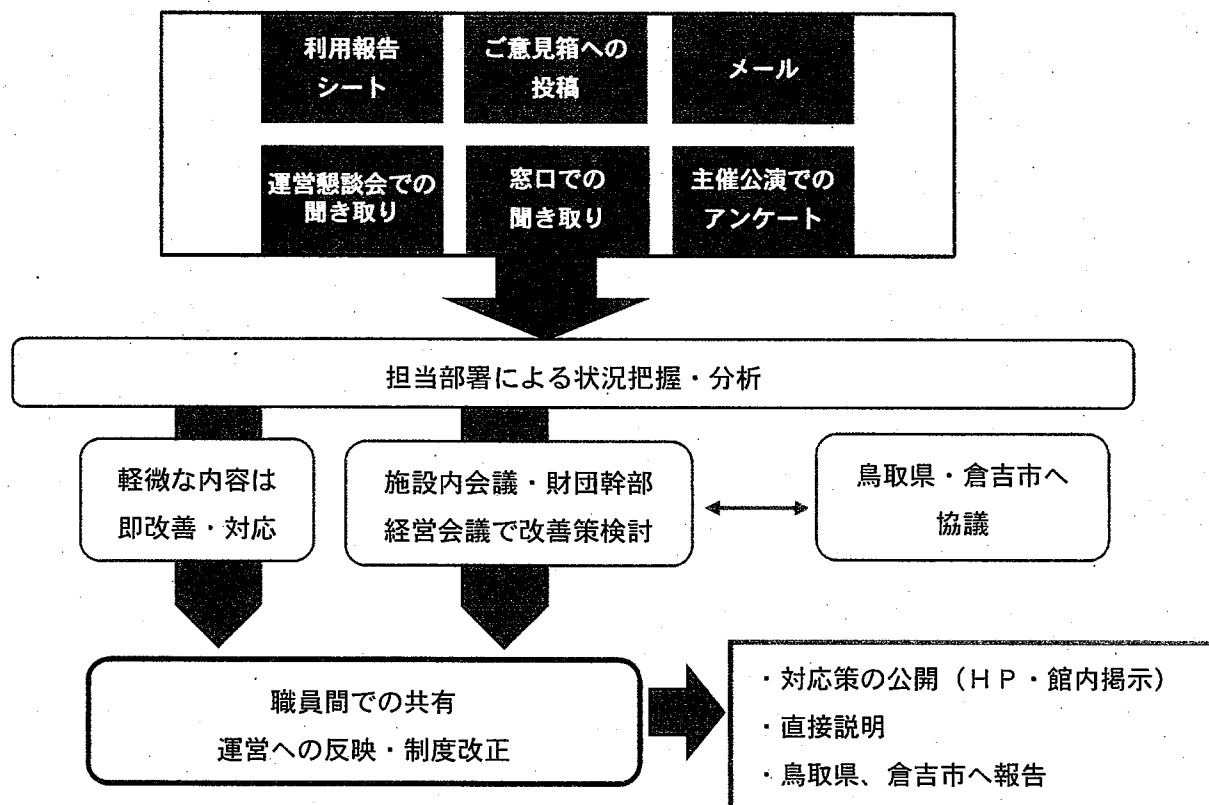 利用報告
シート
ご意見箱への
投稿
メール
運営懇談会での
聞き取り
窓口での
聞き取り
主催公演での
アンケート
担当部署による状況把握・分析
軽微な内容は
即改善・対応
施設内会議・財団幹部
経営会議で改善策検討
鳥取県・倉吉市へ
協議
職員間での共有
運営への反映・制度改正
・対応策の公開（ＨＰ・館内掲示）
・直接説明
・鳥取県、倉吉市へ報告